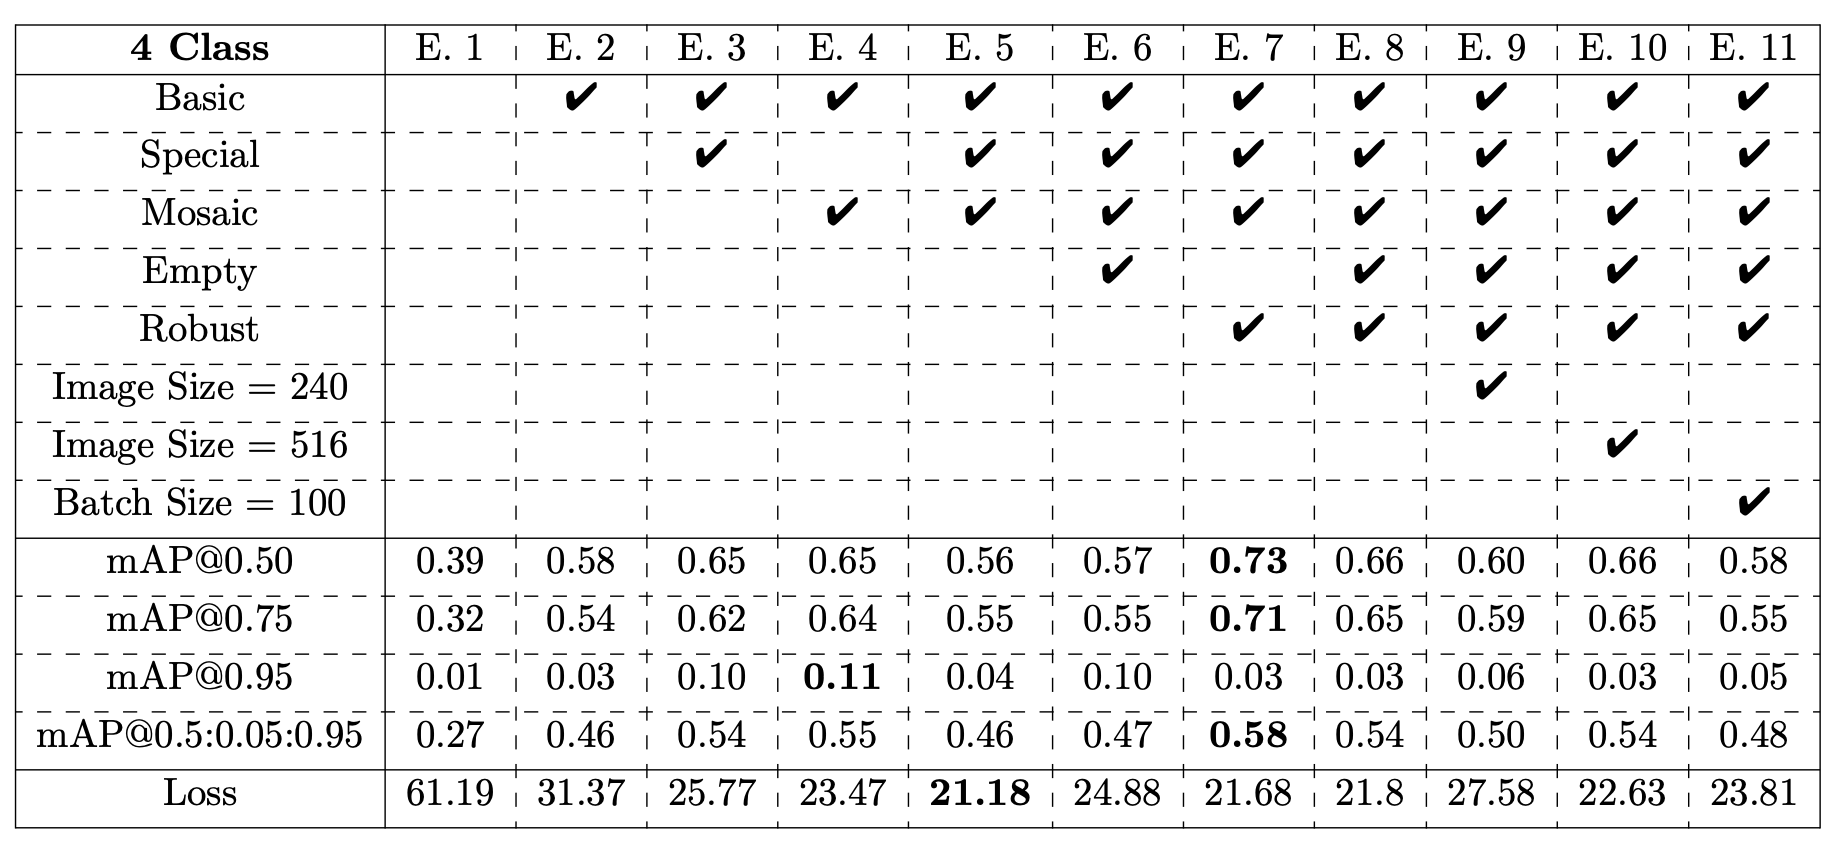 4 Class E. 1 E. 2 E. 3 E. 4 E. 5 E. 6 E. 7 E. 8 E. 9 E. 10 E. 11
Basic ✔ ✔ ✔ ✔ ✔ ✔ ✔ ✔ ✔ ✔
Special ✔ ✔ ✔ ✔ ✔ ✔ ✔ ✔
Mosaic ✔ ✔ ✔ ✔ ✔ ✔ ✔ ✔
Empty ✔ ✔ ✔ ✔ ✔
Robust ✔ ✔ ✔ ✔ ✔
Image Size = 240 ✔
Image Size = 516 ✔
Batch Size = 100 ✔
mAP@0.50 0.39 0.58 0.65 0.65 0.56 0.57 0.73 0.66 0.60 0.66 0.58
mAP@0.75 0.32 0.54 0.62 0.64 0.55 0.55 0.71 0.65 0.59 0.65 0.55
mAP@0.95 0.01 0.03 0.10 0.11 0.04 0.10 0.03 0.03 0.06 0.03 0.05
mAP@0.5:0.05:0.95 0.27 0.46 0.54 0.55 0.46 0.47 0.58 0.54 0.50 0.54 0.48
Loss 61.19 31.37 25.77 23.47 21.18 24.88 21.68 21.8 27.58 22.63 23.81